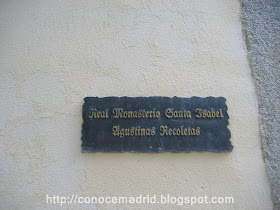 Real Monasterio Santa Isabel
Agustinas Recoletas
http://conocemadrid.blogspot.com